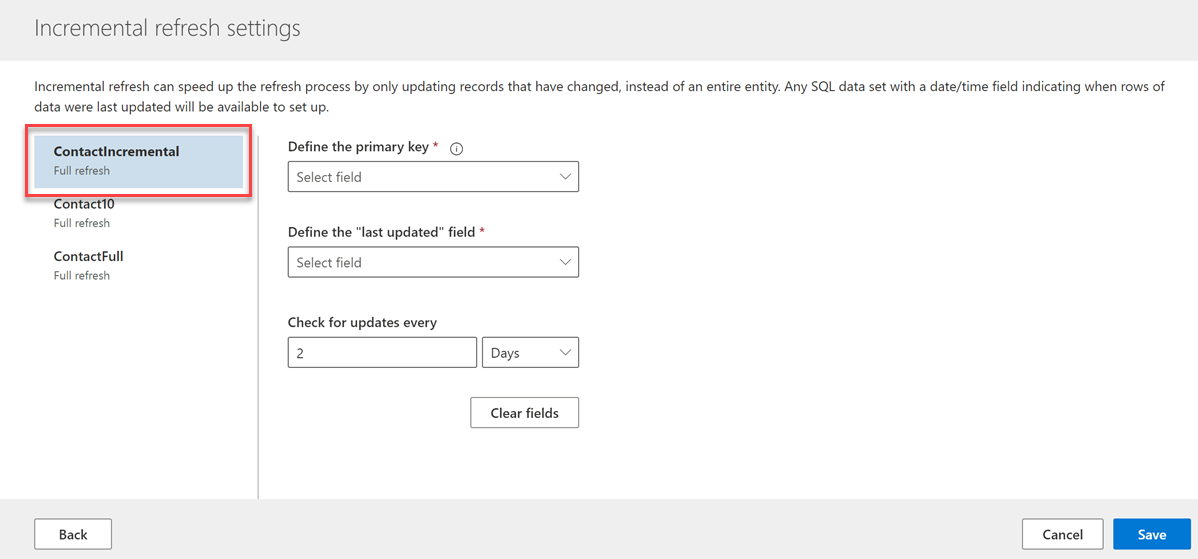 Incremental refresh settings
Incremental refresh can speed up the refresh process by only updating records that have changed, instead of an entire entity. Any SQL data set with a date/time field indicating when rows of
data were last updated will be available to set up.
ContactIncremental
Full refresh
Contact10
Full refresh
ContactFull
Full refresh
Define the primary key *
Select field
Define the "last updated" field *
Select field
Check for updates every
2 Days
Clear fields
Back Cancel Save